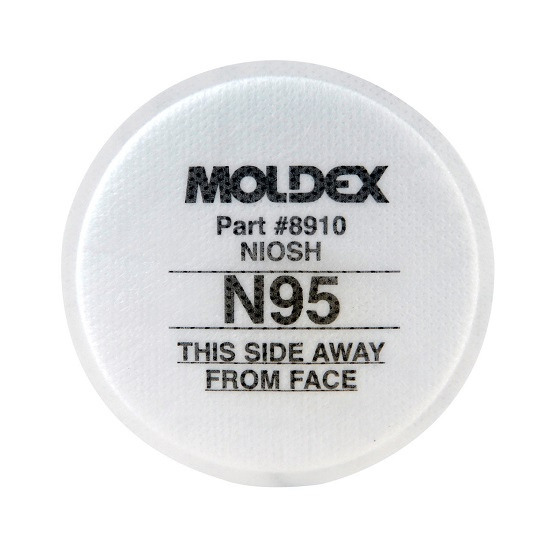 MOLDEX
Part #8910
NIOSH
N95
THIS SIDE AWAY
FROM FACE